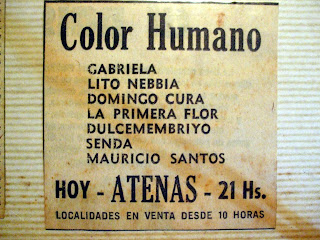 Color Humano
GABRIELA
LITO NEBBIA
DOMINGO CURA
LA PRIMERA FLOR
DULCEMEMBRIYO
SENDA
MAURICIO SANTOS
HOY - ATENAS - 21 Hs.
LOCALIDADES EN VENTA DESDE 10 HORAS